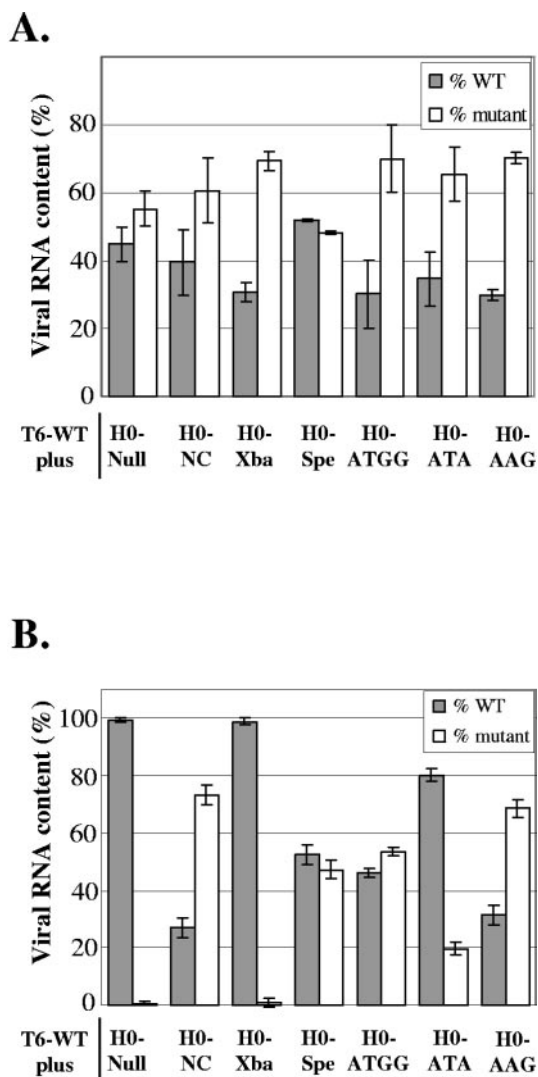 A.
Viral RNA content (%)
80
60
40
20
0
% WT
% mutant
T6-WT plus
H0-Null
H0-NC
H0-Xba
H0-Spe
H0-ATGG
H0-ATA
H0-AAG
B.
Viral RNA content (%)
100
80
60
40
20
0
% WT
% mutant
T6-WT plus
H0-Null
H0-NC
H0-Xba
H0-Spe
H0-ATGG
H0-ATA
H0-AAG